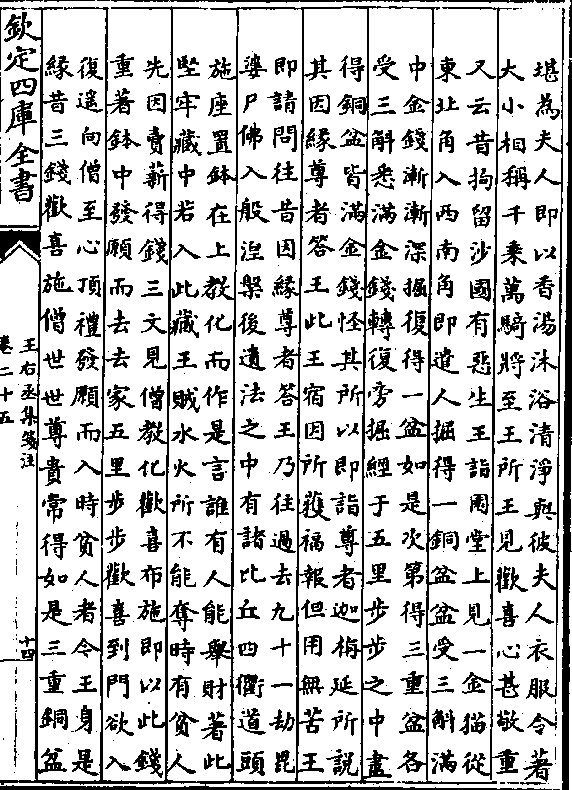 堪為夫人即以香湯沐浴清淨與彼夫人衣服令著
大小相稱千乘萬騎將至王所王見歡喜心甚敬重
又云昔拘留沙國有惡生王詣園堂上見一金猫從
東北角入西南角即遣人掘得一銅盆盆受三斛滿
中金錢漸漸深掘復得一盆如是次第得三重盆各
受三斛悉滿金錢轉復旁掘經于五里步步之中盡
得銅盆皆滿金錢怪其所以即詣尊者迦栴延所說
其因緣尊者答王此王宿因所獲福報但用無苦王
即請問往昔因緣尊者答王乃往過去九十一劫毘
婆尸佛入般涅槃後遺法之中有諸比丘四衢道頭
施座置鉢在上教化而作是言誰有人能舉財著此
堅牢藏中若入此藏王賊水火所不能奪時有貧人
先因賣薪得錢三文見僧教化歡喜布施即以此錢
重著鉢中發願而去去家五里步步歡喜到門欲入
復遥向僧至心頂禮發願而入時貧人者令王身是
緣昔三錢歡喜施僧世世尊貴常得如是三重銅盆
欽定四庫全書
王右丞集箋注
卷二十五
十四